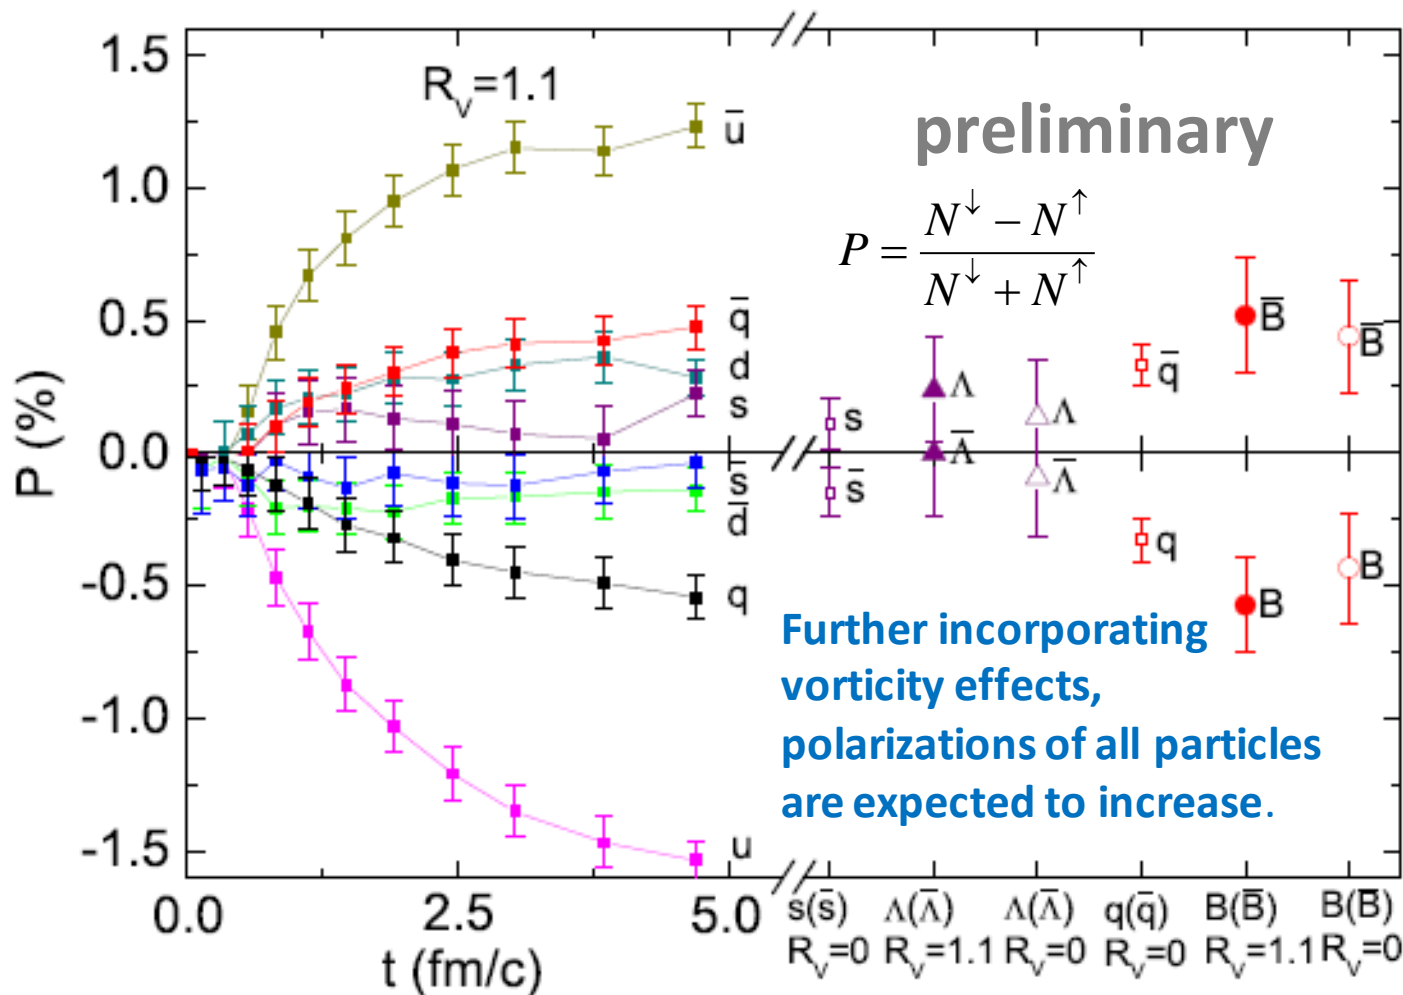 1.5
1.0
0.5
0.0
-0.5
-1.0
-1.5
P (%)
R_V=1.1
ū
q̄
d
s
s̄
d̄
q
u
preliminary
P = (N↓ − N↑) / (N↓ + N↑)
s
s̄
Λ
Λ̄
Λ
Λ̄
q̄
q
B̄
B
B̄
B
Further incorporating
vorticity effects,
polarizations of all particles
are expected to increase.
0.0 2.5 5.0
t (fm/c)
s(s̄) Λ(Λ̄) Λ(Λ̄) q(q̄) B(B̄) B(B̄)
R_V=0 R_V=1.1 R_V=0 R_V=0 R_V=1.1 R_V=0